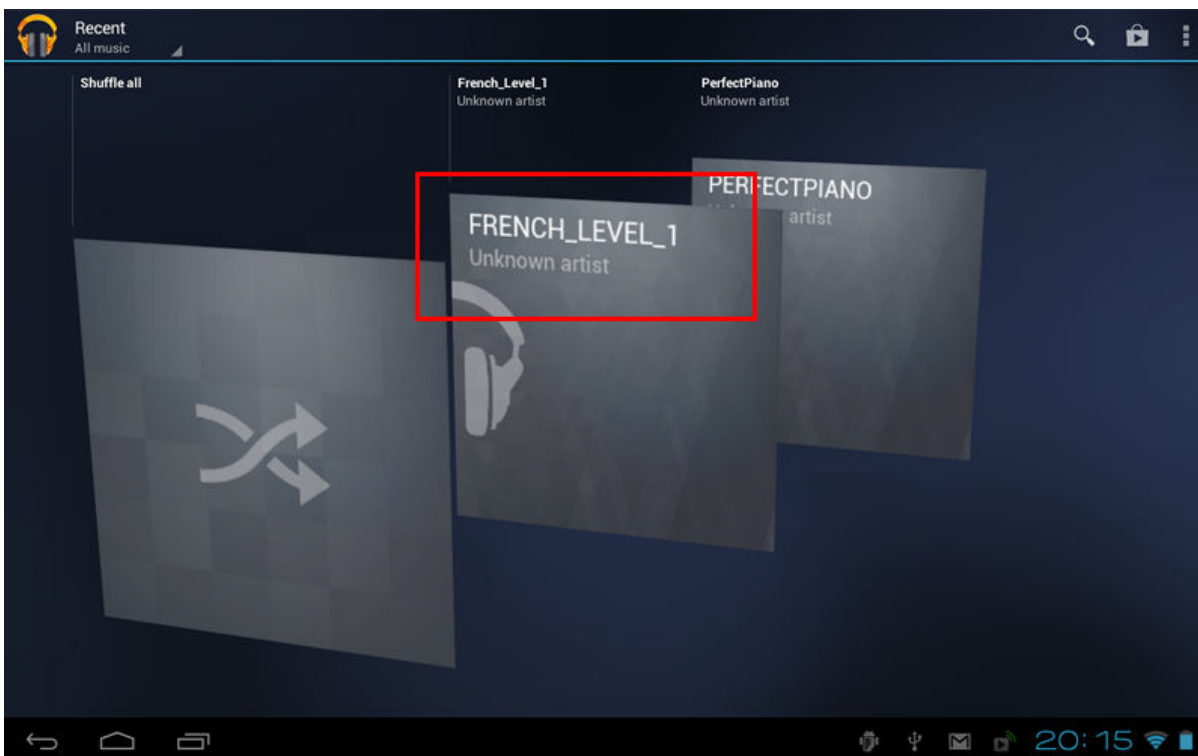 Recent
All music
Shuffle all
French_Level_1
Unknown artist
PerfectPiano
Unknown artist
PERFECTPIANO
artist
FRENCH_LEVEL_1
Unknown artist
20:15